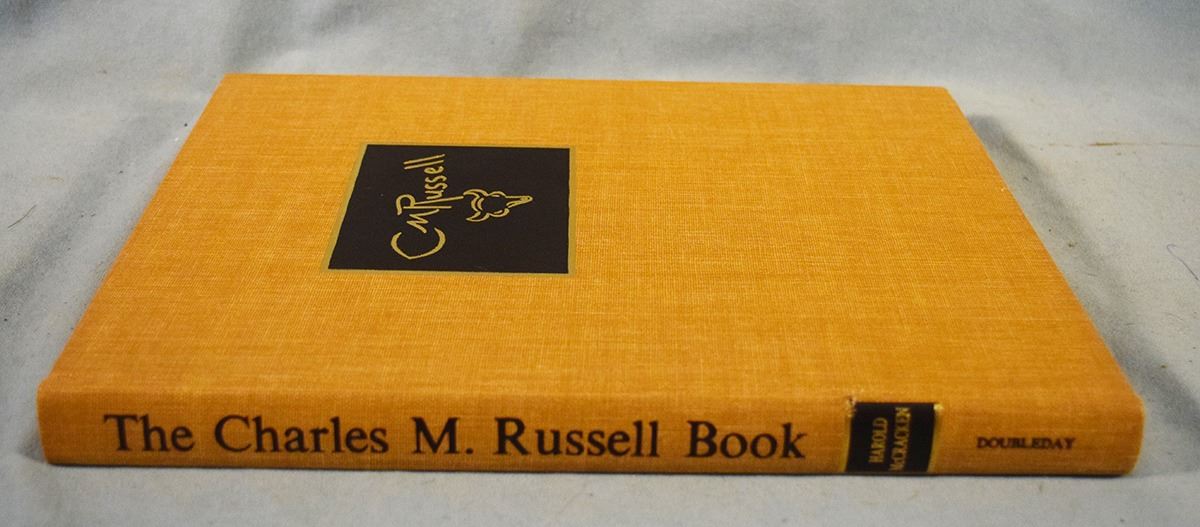 CMRussell
The Charles M. Russell Book
HAROLD
McCRACKEN
DOUBLEDAY